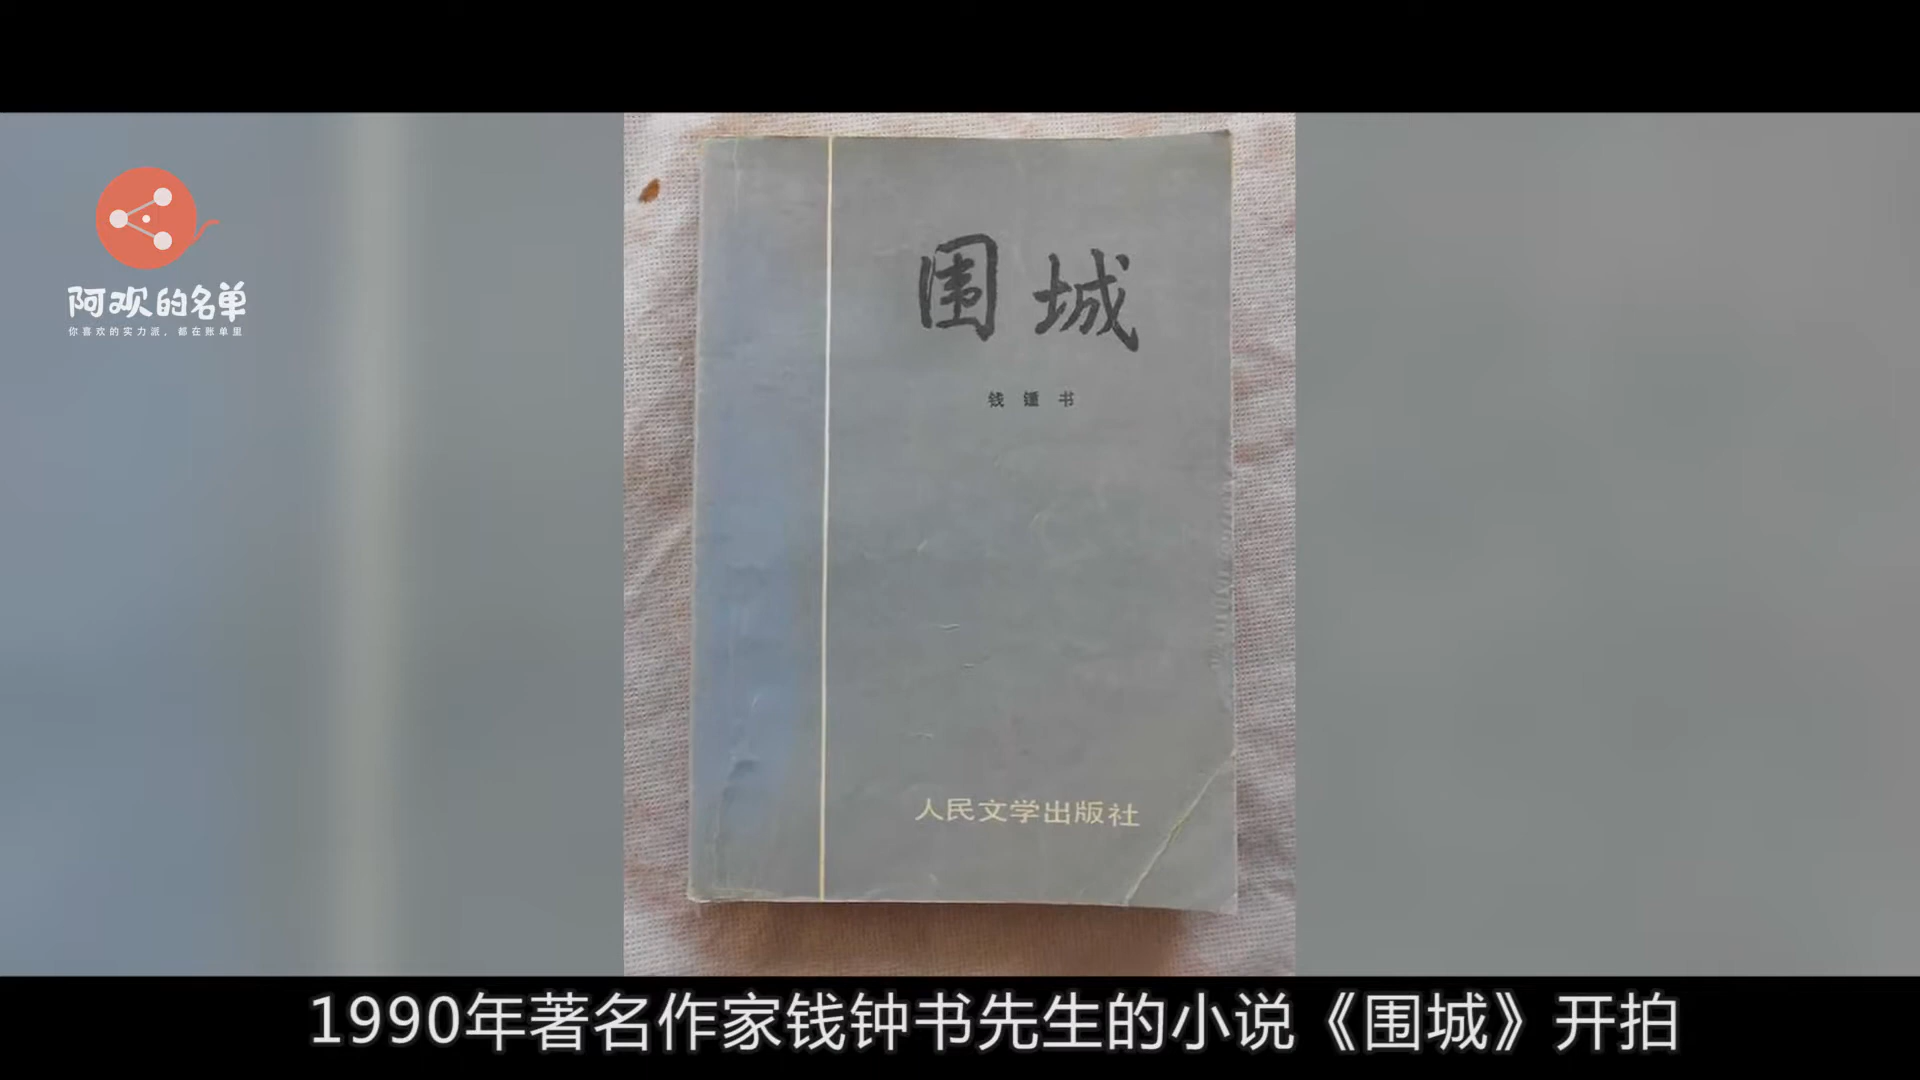 阿欢的名单
你喜欢的实力派，都在账单里
围城
钱锺书
人民文学出版社
1990年著名作家钱钟书先生的小说《围城》开拍